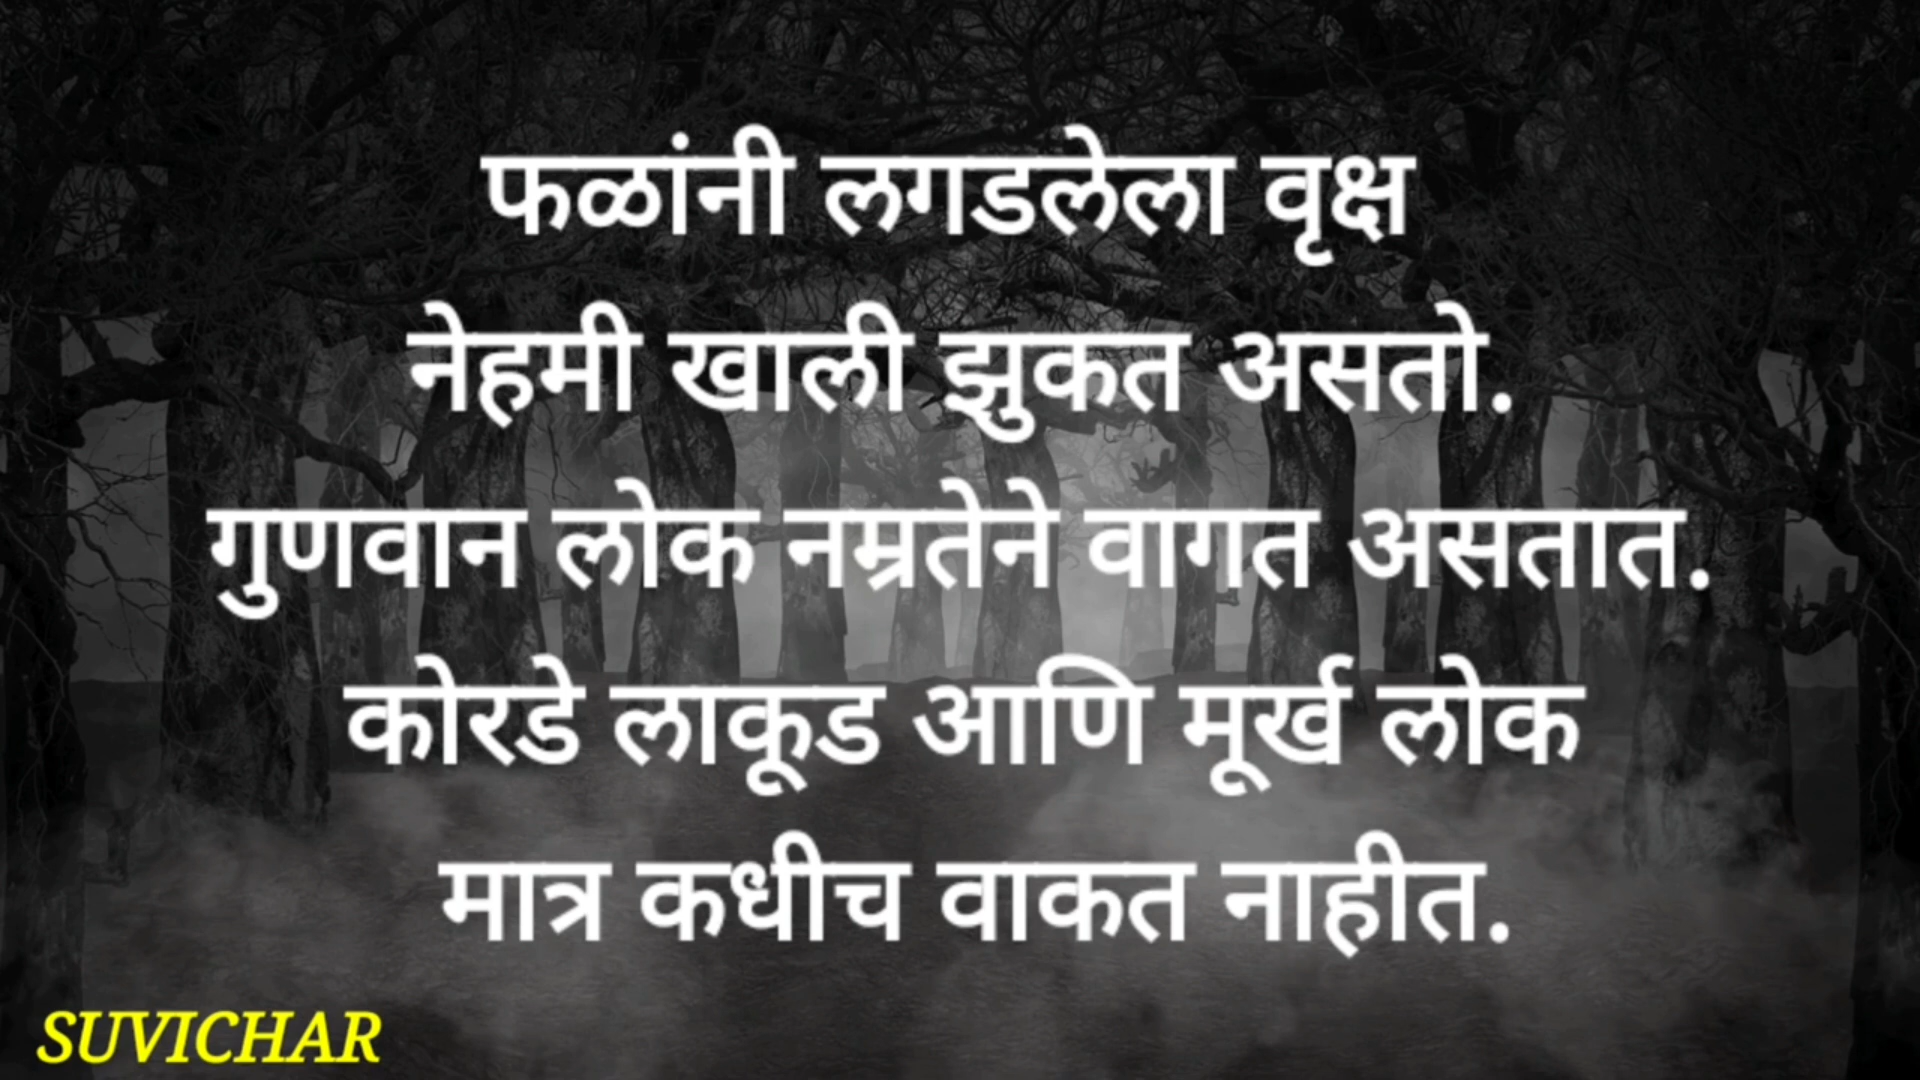 फळांनी लगडलेला वृक्ष
नेहमी खाली झुकत असतो.
गुणवान लोक नम्रतेने वागत असतात.
कोरडे लाकूड आणि मूर्ख लोक
मात्र कधीच वाकत नाहीत.
SUVICHAR